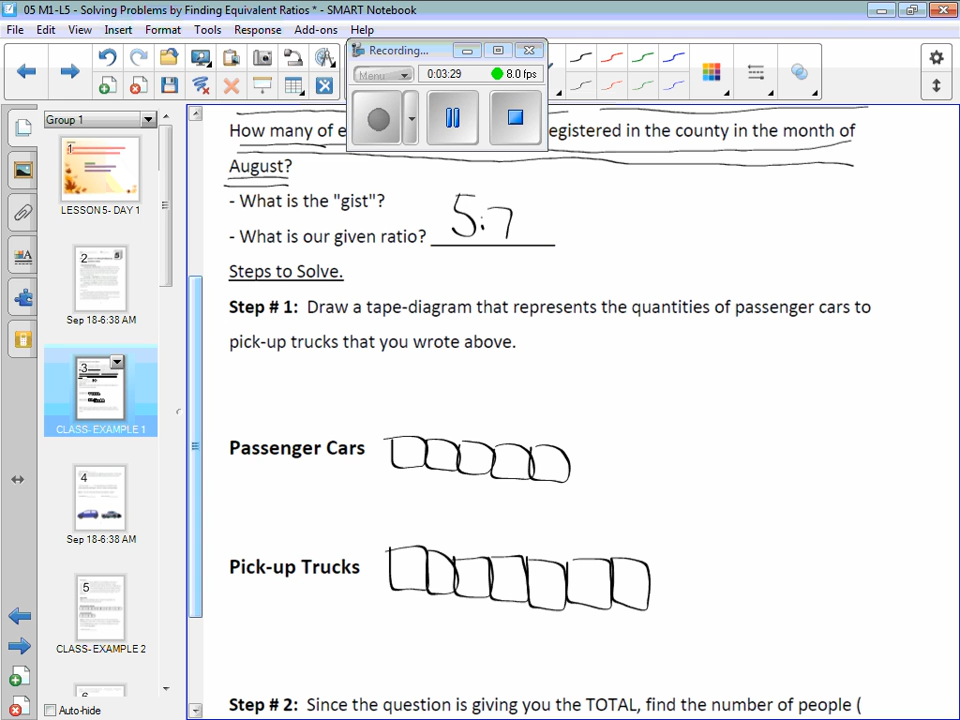 05 M1-L5 - Solving Problems by Finding Equivalent Ratios * - SMART Notebook
File Edit View Insert Format Tools Response Add-ons Help
Recording...
Menu 0:03:29 8.0 fps
Group 1
1
LESSON 5- DAY 1
2
Sep 18-6:38 AM
3
CLASS-EXAMPLE 1
4
Sep 18-6:38 AM
5
CLASS-EXAMPLE 2
6
Auto-hide
How many of e egistered in the county in the month of
August?
- What is the "gist"?
- What is our given ratio? 5:7
Steps to Solve.
Step # 1: Draw a tape-diagram that represents the quantities of passenger cars to
pick-up trucks that you wrote above.
Passenger Cars
Pick-up Trucks
Step # 2: Since the question is giving you the TOTAL, find the number of people (